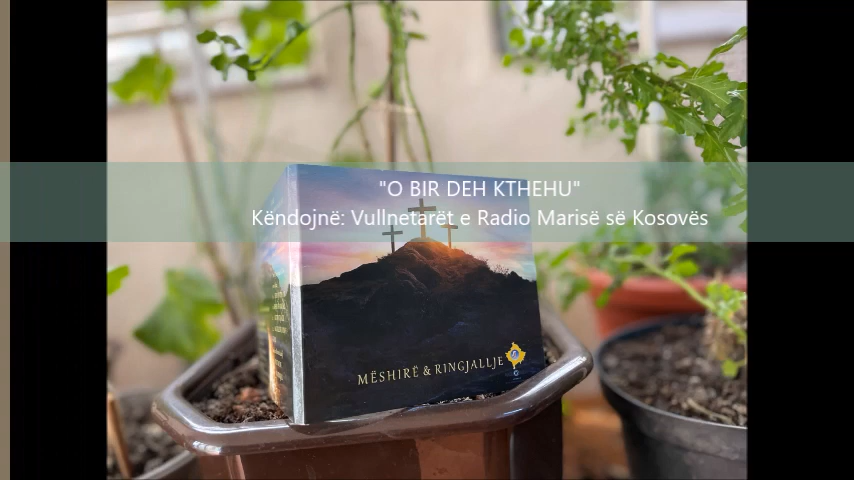 "O BIR DEH KTHEHU"
Këndojnë: Vullnetarët e Radio Marisë së Kosovës
MËSHIRË & RINGJALLJE